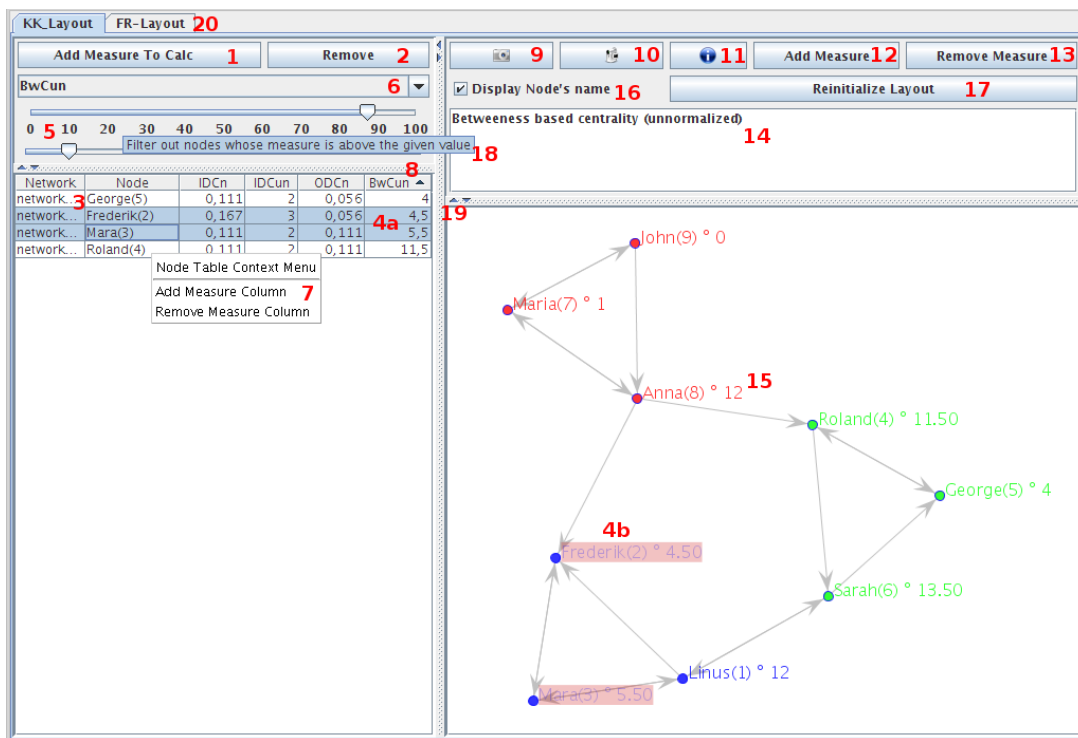 KK_Layout FR-Layout 20
Add Measure To Calc 1 Remove 2
BwCun 6
0 5 10 20 30 40 50 60 70 80 90 100
Filter out nodes whose measure is above the given value. 18
8
Network Node IDCn IDCun ODCn BwCun
network... 3 George(5) 0,111 2 0,056 4
network... Frederik(2) 0,167 3 0,056 4,5
4a
network... Mara(3) 0,111 2 0,111 5,5
network... Roland(4) 0,111 2 0,111 11,5
Node Table Context Menu
Add Measure Column 7
Remove Measure Column
9 10 11 Add Measure 12 Remove Measure 13
Display Node's name 16 Reinitialize Layout 17
Betweeness based centrality (unnormalized)
14
19
John(9) ° 0
Maria(7) ° 1
Anna(8) ° 12 15
Roland(4) ° 11.50
George(5) ° 4
4b
Frederik(2) ° 4.50
Sarah(6) ° 13.50
Linus(1) ° 12
Mara(3) ° 5.50